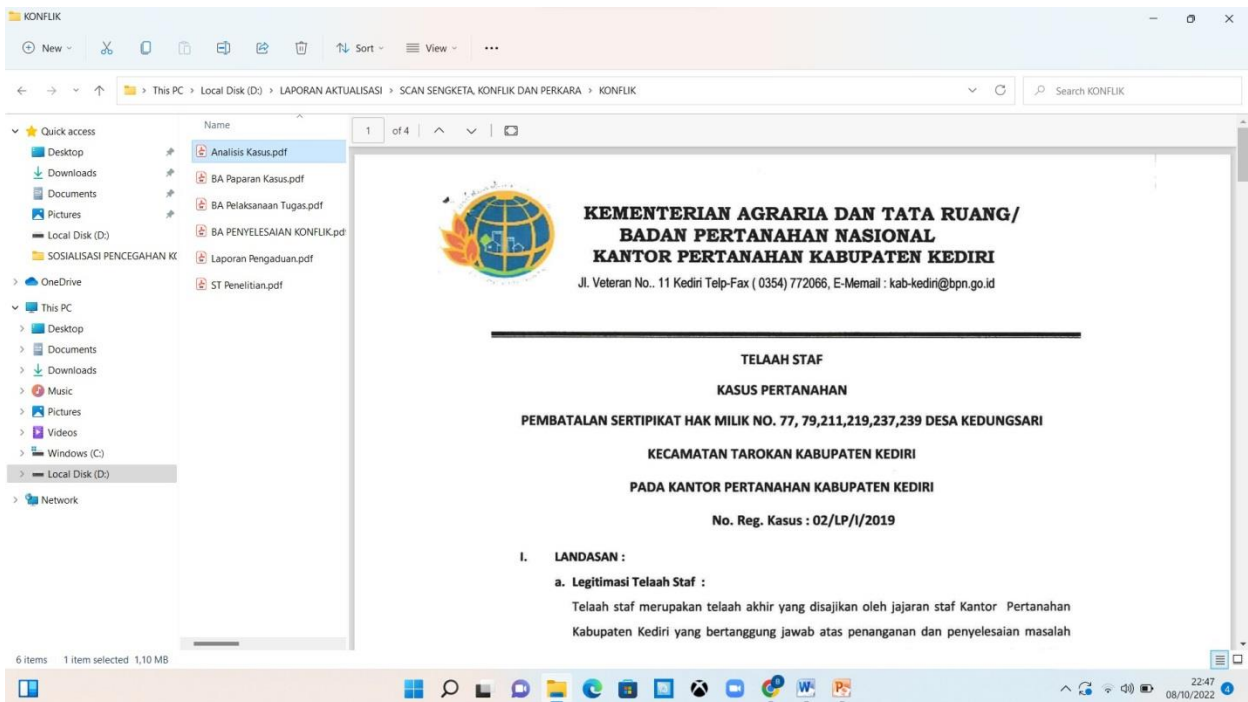 KONFLIK
New
Sort
View
This PC > Local Disk (D:) > LAPORAN AKTUALISASI > SCAN SENGKETA, KONFLIK DAN PERKARA > KONFLIK
Search KONFLIK
Quick access
Desktop
Downloads
Documents
Pictures
Local Disk (D:)
SOSIALISASI PENCEGAHAN KC
OneDrive
This PC
Desktop
Documents
Downloads
Music
Pictures
Videos
Windows (C:)
Local Disk (D:)
Network
Name
Analisis Kasus.pdf
BA Paparan Kasus.pdf
BA Pelaksanaan Tugas.pdf
BA PENYELESAIAN KONFLIK.pd
Laporan Pengaduan.pdf
ST Penelitian.pdf
1 of 4
KEMENTERIAN AGRARIA DAN TATA RUANG/
BADAN PERTANAHAN NASIONAL
KANTOR PERTANAHAN KABUPATEN KEDIRI
Jl. Veteran No.. 11 Kediri Telp-Fax ( 0354) 772066, E-Memail : kab-kediri@bpn.go.id
TELAAH STAF
KASUS PERTANAHAN
PEMBATALAN SERTIPIKAT HAK MILIK NO. 77, 79,211,219,237,239 DESA KEDUNGSARI
KECAMATAN TAROKAN KABUPATEN KEDIRI
PADA KANTOR PERTANAHAN KABUPATEN KEDIRI
No. Reg. Kasus : 02/LP/I/2019
I. LANDASAN :
a. Legitimasi Telaah Staf :
Telaah staf merupakan telaah akhir yang disajikan oleh jajaran staf Kantor Pertanahan
Kabupaten Kediri yang bertanggung jawab atas penanganan dan penyelesaian masalah
6 items 1 item selected 1,10 MB
22:47
08/10/2022
4